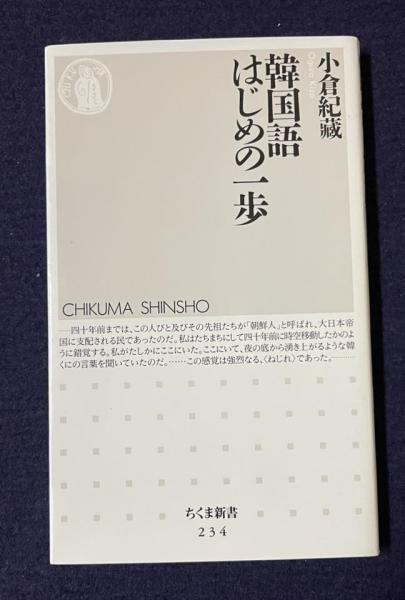 小倉紀藏
Ogura Kizo
韓国語
はじめの一歩
CHIKUMA SHINSHO
―四十年前までは、この人びと及びその先祖たちが「朝鮮人」と呼ばれ、大日本帝
国に支配される民であったのだ。私はたちまちにして四十年前に時空移動したかのよ
うに錯覚する。私がたしかにここにいた。ここにいて、夜の底から湧き上がるような韓
くにの言葉を聞いていたのだ。……この感覚は強烈なる、〈ねじれ〉であった。………
ちくま新書
234